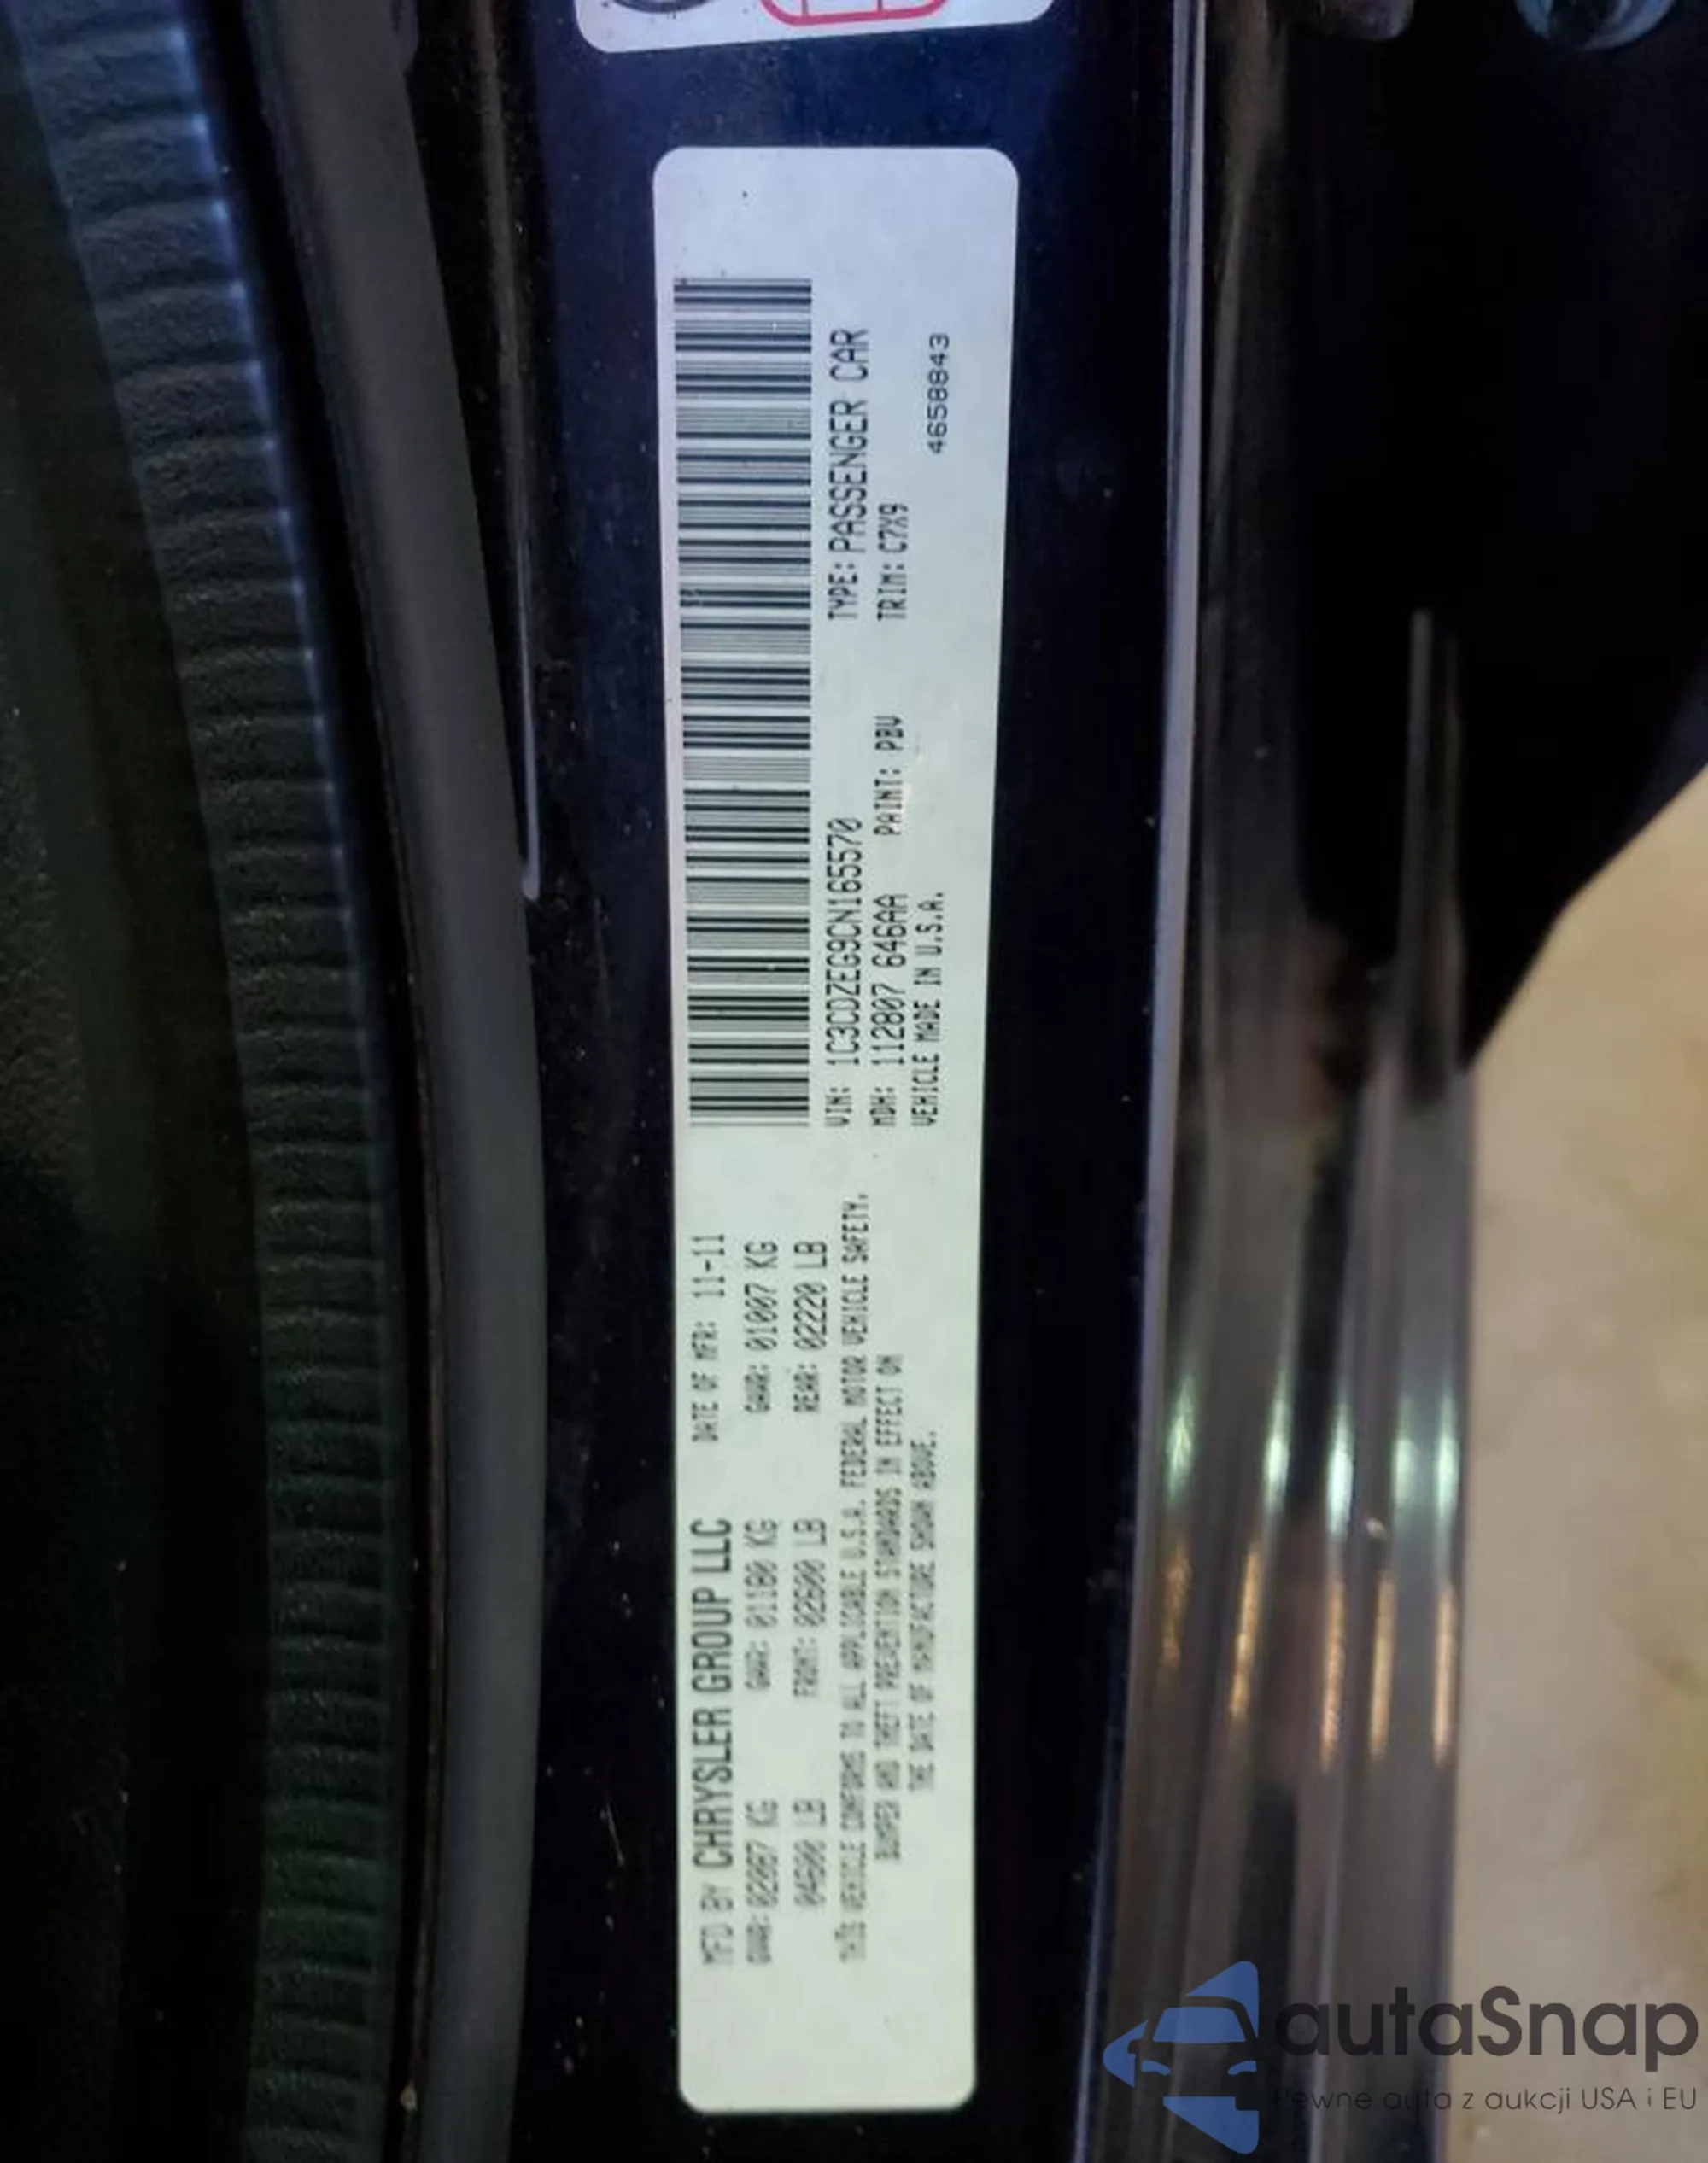 MFD BY CHRYSLER GROUP LLC DATE OF MFR: 11-11
GVWR: 02087 KG GAWR: 01180 KG GAWR: 01007 KG
04600 LB FRONT: 02600 LB REAR: 02220 LB
THIS VEHICLE CONFORMS TO ALL APPLICABLE U.S.A. FEDERAL MOTOR VEHICLE SAFETY,
BUMPER AND THEFT PREVENTION STANDARDS IN EFFECT ON
THE DATE OF MANUFACTURE SHOWN ABOVE.
VIN: 1C3CDZEG9CN165570 TYPE: PASSENGER CAR
MDH: 112807 646AA PAINT: PBV TRIM: C7X9
VEHICLE MADE IN U.S.A. 4658843
autaSnap
Pewne auta z aukcji USA i EU